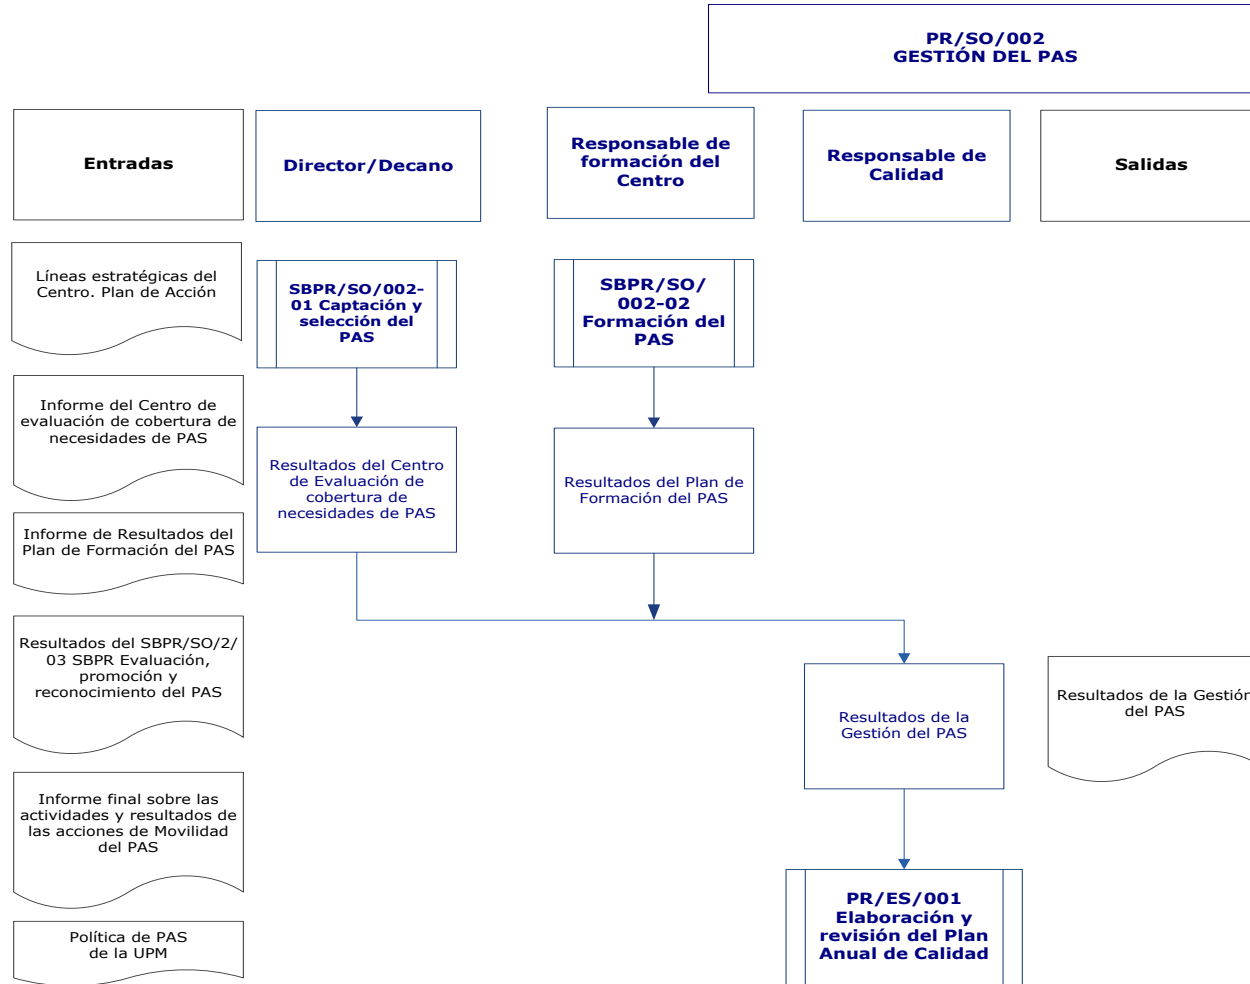 PR/SO/002
GESTIÓN DEL PAS
Entradas
Director/Decano
Responsable de
formación del
Centro
Responsable de
Calidad
Salidas
Líneas estratégicas del
Centro. Plan de Acción
SBPR/SO/002-
01 Captación y
selección del
PAS
SBPR/SO/
002-02
Formación del
PAS
Informe del Centro de
evaluación de cobertura de
necesidades de PAS
Resultados del Centro
de Evaluación de
cobertura de
necesidades de PAS
Resultados del Plan de
Formación del PAS
Informe de Resultados del
Plan de Formación del PAS
Resultados del SBPR/SO/2/
03 SBPR Evaluación,
promoción y
reconocimiento del PAS
Resultados de la
Gestión del PAS
Resultados de la Gestión
del PAS
Informe final sobre las
actividades y resultados de
las acciones de Movilidad
del PAS
PR/ES/001
Elaboración y
revisión del Plan
Anual de Calidad
Política de PAS
de la UPM